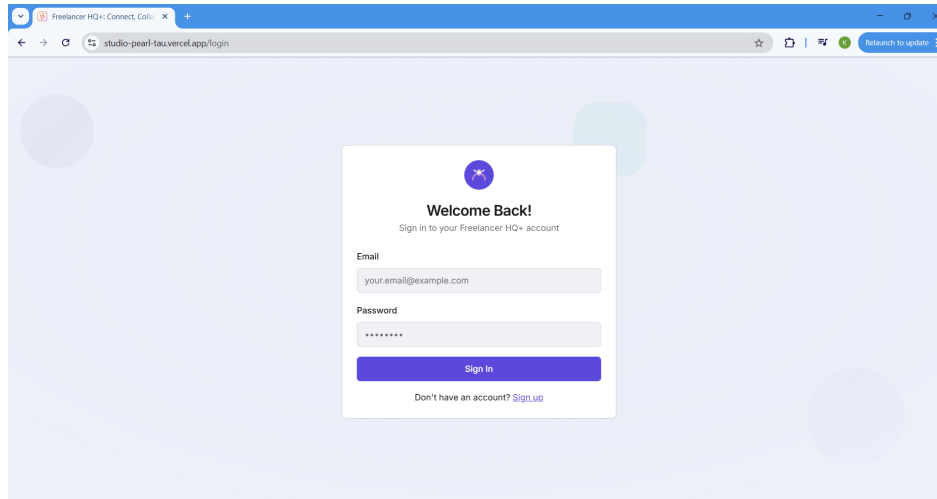 Freelancer HQ+: Connect, Colla
studio-pearl-tau.vercel.app/login
K
Relaunch to update
Welcome Back!
Sign in to your Freelancer HQ+ account
Email
your.email@example.com
Password
••••••••
Sign In
Don't have an account? Sign up